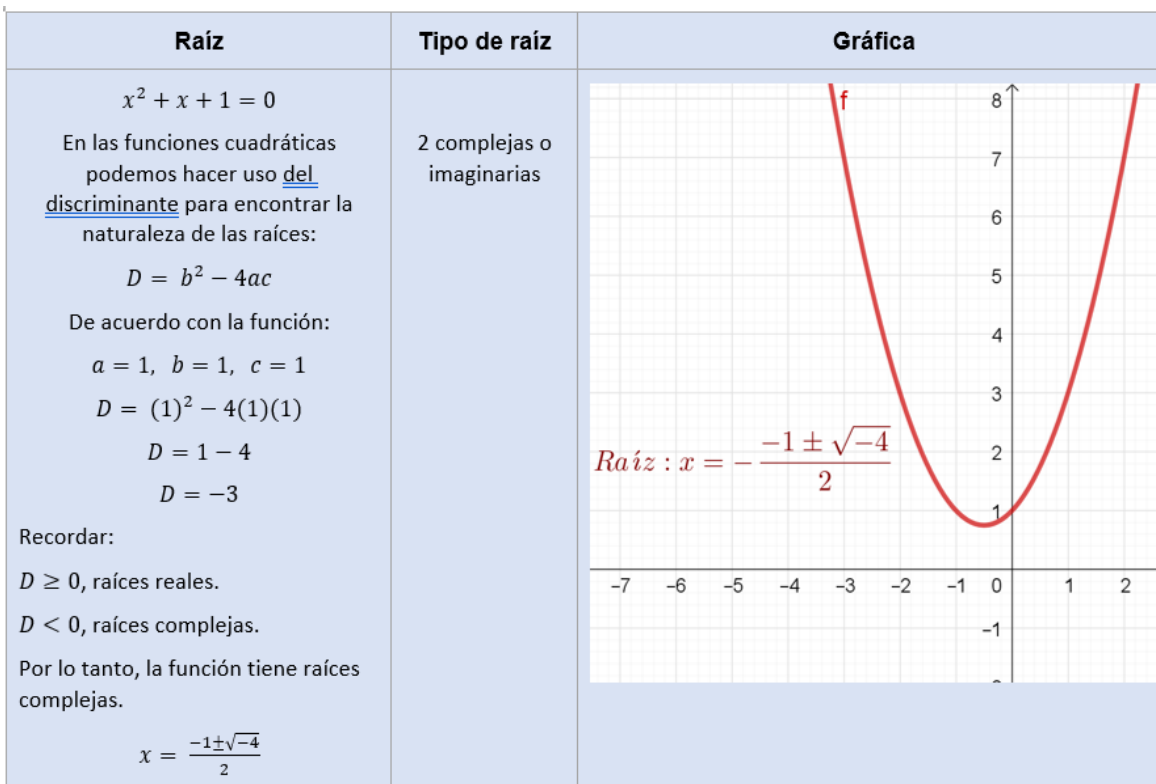 Raíz
Tipo de raíz
Gráfica
x² + x + 1 = 0
En las funciones cuadráticas
podemos hacer uso del
discriminante para encontrar la
naturaleza de las raíces:
D = b² − 4ac
De acuerdo con la función:
a = 1, b = 1, c = 1
D = (1)² − 4(1)(1)
D = 1 − 4
D = −3
Recordar:
D ≥ 0, raíces reales.
D < 0, raíces complejas.
Por lo tanto, la función tiene raíces
complejas.
x = (−1±√−4)/2
2 complejas o
imaginarias
f
8
7
6
5
4
3
2
1
Raíz : x = − (−1 ± √−4)/2
−7 −6 −5 −4 −3 −2 −1 0 1 2
−1